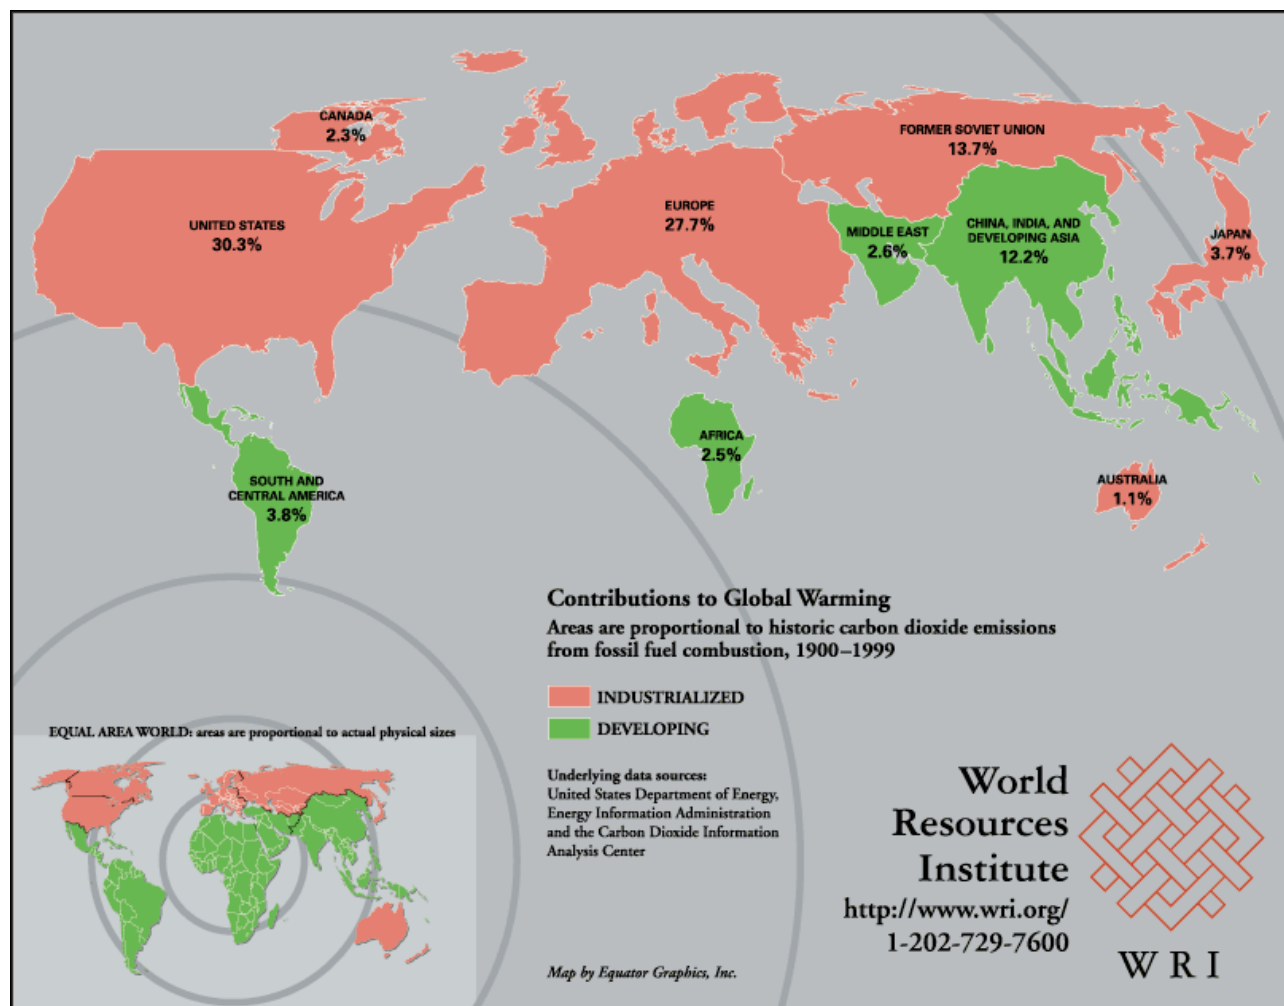 CANADA
2.3%
FORMER SOVIET UNION
13.7%
UNITED STATES
30.3%
EUROPE
27.7%
MIDDLE EAST
2.6%
CHINA, INDIA, AND
DEVELOPING ASIA
12.2%
JAPAN
3.7%
AFRICA
2.5%
SOUTH AND
CENTRAL AMERICA
3.8%
AUSTRALIA
1.1%
Contributions to Global Warming
Areas are proportional to historic carbon dioxide emissions
from fossil fuel combustion, 1900–1999
INDUSTRIALIZED
DEVELOPING
EQUAL AREA WORLD: areas are proportional to actual physical sizes
Underlying data sources:
United States Department of Energy,
Energy Information Administration
and the Carbon Dioxide Information
Analysis Center
Map by Equator Graphics, Inc.
World
Resources
Institute
http://www.wri.org/
1-202-729-7600
WRI